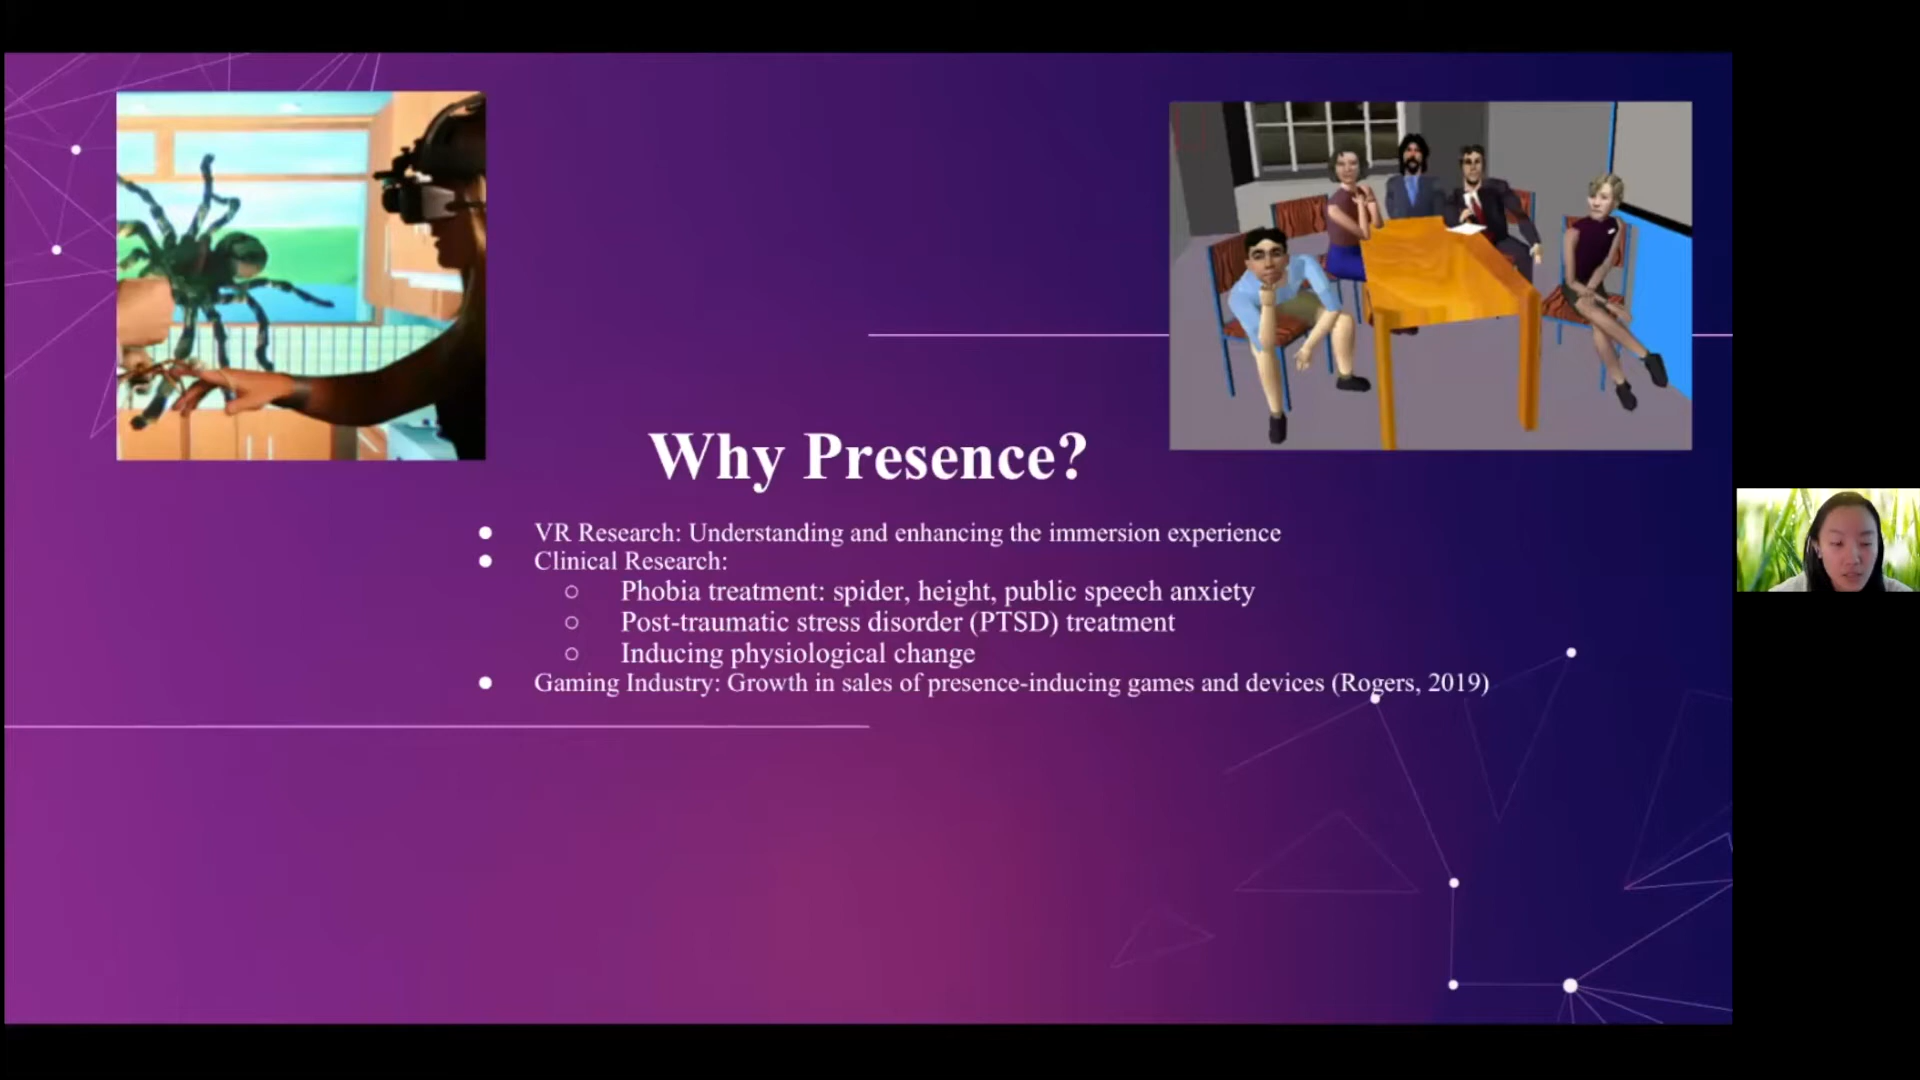 Why Presence?
● VR Research: Understanding and enhancing the immersion experience
● Clinical Research:
○ Phobia treatment: spider, height, public speech anxiety
○ Post-traumatic stress disorder (PTSD) treatment
○ Inducing physiological change
● Gaming Industry: Growth in sales of presence-inducing games and devices (Rogers, 2019)